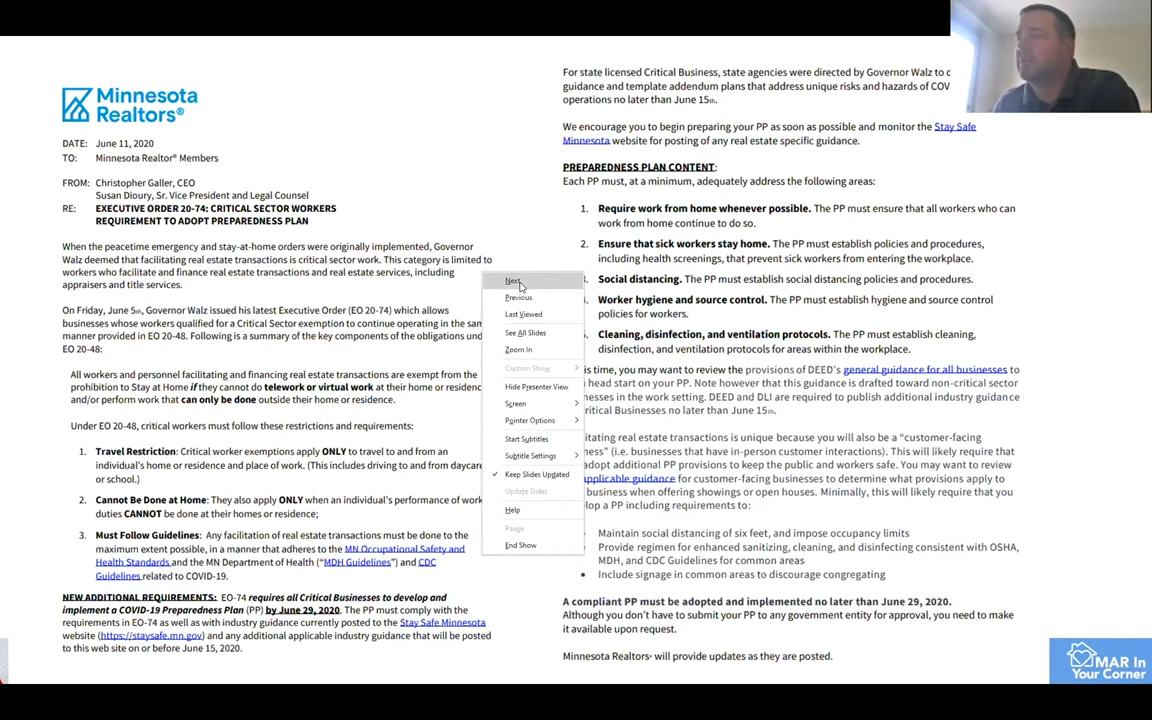 Minnesota
Realtors®
DATE: June 11, 2020
TO: Minnesota Realtor® Members
FROM: Christopher Galler, CEO
Susan Dioury, Sr. Vice President and Legal Counsel
RE: EXECUTIVE ORDER 20-74: CRITICAL SECTOR WORKERS
REQUIREMENT TO ADOPT PREPAREDNESS PLAN
When the peacetime emergency and stay-at-home orders were originally implemented, Governor
Walz deemed that facilitating real estate transactions is critical sector work. This category is limited to
workers who facilitate and finance real estate transactions and real estate services, including
appraisers and title services.
On Friday, June 5th, Governor Walz issued his latest Executive Order (EO 20-74) which allows
businesses whose workers qualified for a Critical Sector exemption to continue operating in the sam
manner provided in EO 20-48. Following is a summary of the key components of the obligations und
EO 20-48:
All workers and personnel facilitating and financing real estate transactions are exempt from the
prohibition to Stay at Home if they cannot do telework or virtual work at their home or residenc
and/or perform work that can only be done outside their home or residence.
Under EO 20-48, critical workers must follow these restrictions and requirements:
1. Travel Restriction: Critical worker exemptions apply ONLY to travel to and from an
individual's home or residence and place of work. (This includes driving to and from daycare
or school.)
2. Cannot Be Done at Home: They also apply ONLY when an individual's performance of work
duties CANNOT be done at their homes or residence;
3. Must Follow Guidelines: Any facilitation of real estate transactions must be done to the
maximum extent possible, in a manner that adheres to the MN Occupational Safety and
Health Standards and the MN Department of Health ("MDH Guidelines") and CDC
Guidelines related to COVID-19.
NEW ADDITIONAL REQUIREMENTS: EO-74 requires all Critical Businesses to develop and
implement a COVID-19 Preparedness Plan (PP) by June 29, 2020. The PP must comply with the
requirements in EO-74 as well as with industry guidance currently posted to the Stay Safe Minnesota
website (https://staysafe.mn.gov) and any additional applicable industry guidance that will be posted
to this web site on or before June 15, 2020.
Next
Previous
Last Viewed
See All Slides
Zoom In
Custom Show
Hide Presenter View
Screen
Pointer Options
Start Subtitles
Subtitle Settings
Keep Slides Updated
Update Slides
Help
Pause
End Show
For state licensed Critical Business, state agencies were directed by Governor Walz to c
guidance and template addendum plans that address unique risks and hazards of COV
operations no later than June 15th.
We encourage you to begin preparing your PP as soon as possible and monitor the Stay Safe
Minnesota website for posting of any real estate specific guidance.
PREPAREDNESS PLAN CONTENT:
Each PP must, at a minimum, adequately address the following areas:
1. Require work from home whenever possible. The PP must ensure that all workers who can
work from home continue to do so.
2. Ensure that sick workers stay home. The PP must establish policies and procedures,
including health screenings, that prevent sick workers from entering the workplace.
Social distancing. The PP must establish social distancing policies and procedures.
Worker hygiene and source control. The PP must establish hygiene and source control
policies for workers.
Cleaning, disinfection, and ventilation protocols. The PP must establish cleaning,
disinfection, and ventilation protocols for areas within the workplace.
is time, you may want to review the provisions of DEED's general guidance for all businesses to
head start on your PP. Note however that this guidance is drafted toward non-critical sector
nesses in the work setting. DEED and DLI are required to publish additional industry guidance
ritical Businesses no later than June 15th.
itating real estate transactions is unique because you will also be a "customer-facing
ness" (i.e. businesses that have in-person customer interactions). This will likely require that
adopt additional PP provisions to keep the public and workers safe. You may want to review
applicable guidance for customer-facing businesses to determine what provisions apply to
business when offering showings or open houses. Minimally, this will likely require that you
lop a PP including requirements to:
Maintain social distancing of six feet, and impose occupancy limits
Provide regimen for enhanced sanitizing, cleaning, and disinfecting consistent with OSHA,
MDH, and CDC Guidelines for common areas
• Include signage in common areas to discourage congregating
A compliant PP must be adopted and implemented no later than June 29, 2020.
Although you don't have to submit your PP to any government entity for approval, you need to make
it available upon request.
Minnesota Realtors® will provide updates as they are posted.
MAR In
Your Corner